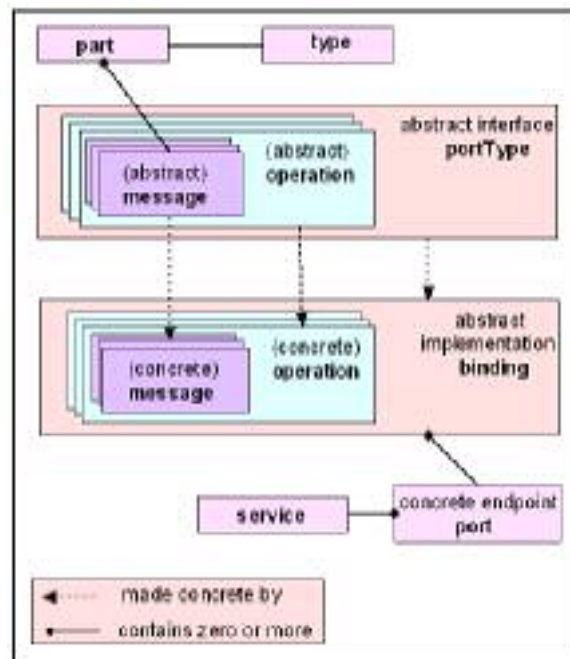 part
type
abstract interface
portType
(abstract)
operation
(abstract)
message
abstract
implementation
binding
(concrete)
operation
(concrete)
message
concrete endpoint
port
service
made concrete by
contains zero or more